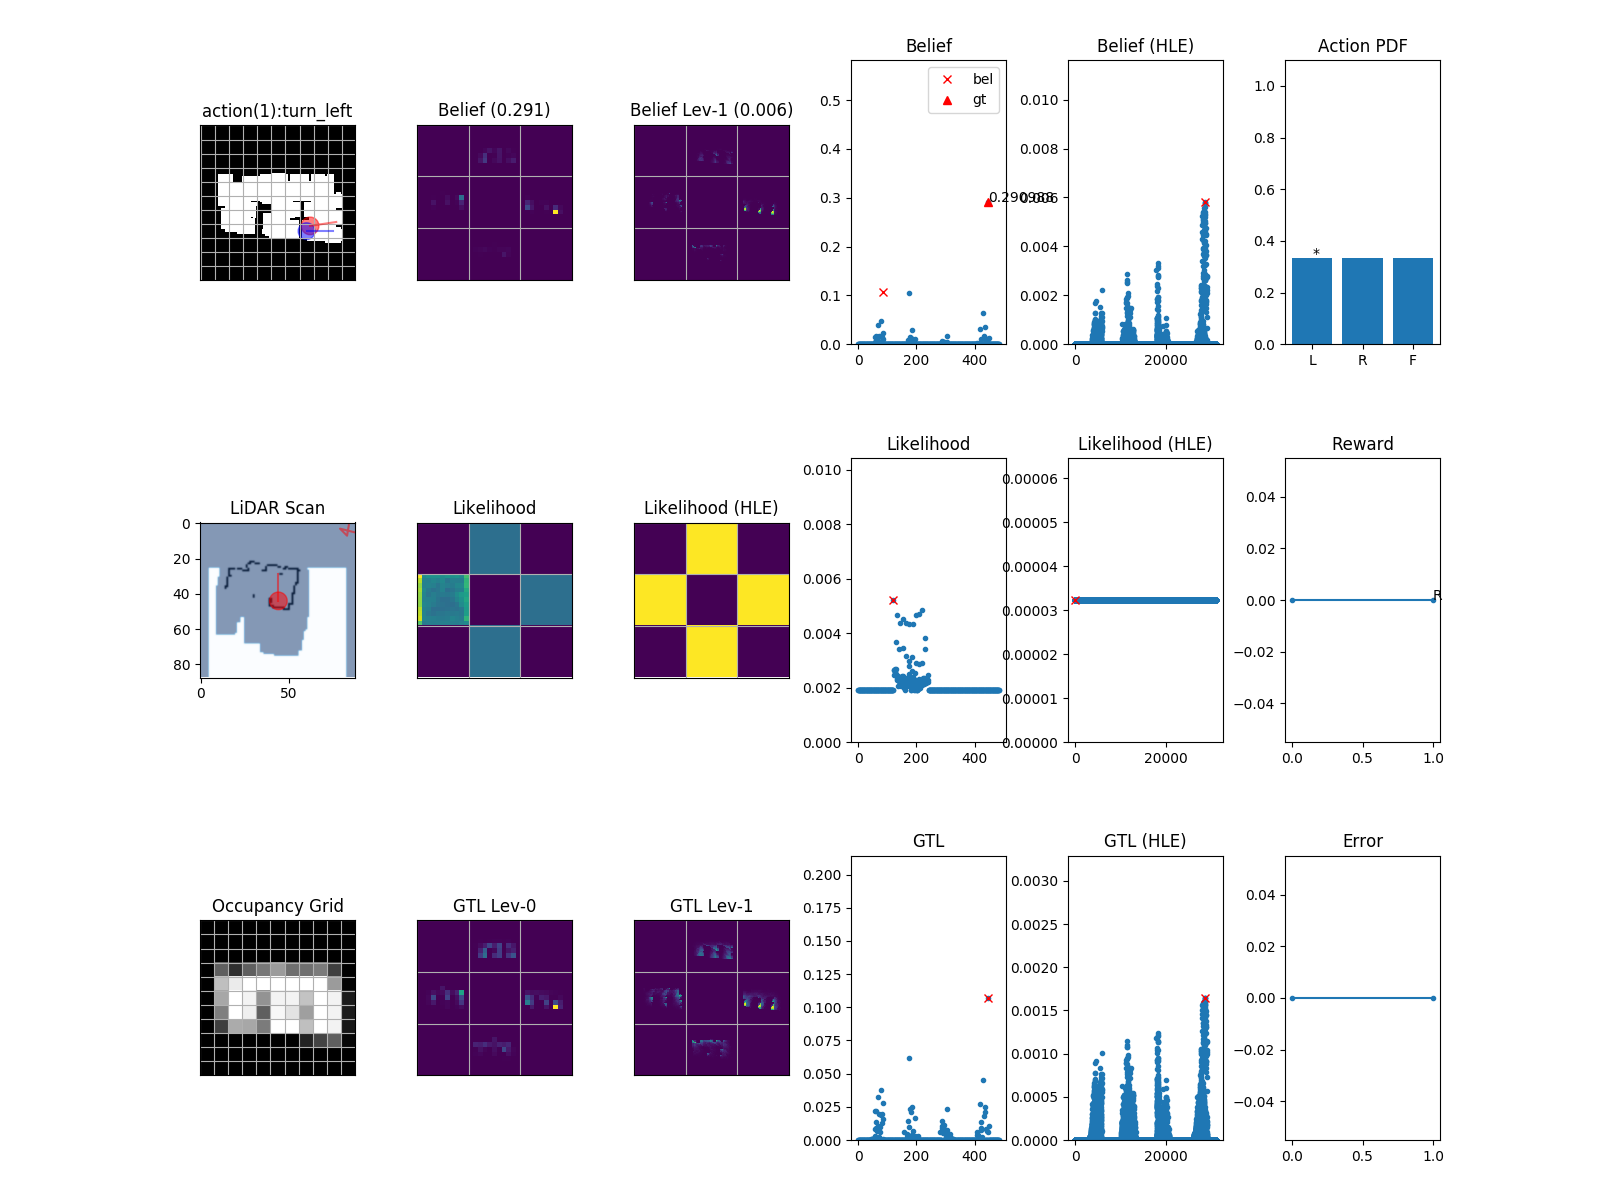 Belief
Belief (HLE)
Action PDF
action(1):turn_left
Belief (0.291)
Belief Lev-1 (0.006)
bel
gt
0.5
0.4
0.3
0.2
0.1
0.0
0 200 400
0.010
0.008
0.006
0.004
0.002
0.000
0 20000
1.0
0.8
0.6
0.4
0.2
0.0
*
L R F
LiDAR Scan
Likelihood
Likelihood (HLE)
Likelihood
Likelihood (HLE)
Reward
0
20
40
60
80
0 50
0.010
0.008
0.006
0.004
0.002
0.000
0 200 400
0.00006
0.00005
0.00004
0.00003
0.00002
0.00001
0.00000
0 20000
0.04
0.02
0.00
−0.02
−0.04
R
0.0 0.5 1.0
Occupancy Grid
GTL Lev-0
GTL Lev-1
GTL
GTL (HLE)
Error
0.200
0.175
0.150
0.125
0.100
0.075
0.050
0.025
0.000
0 200 400
0.0030
0.0025
0.0020
0.0015
0.0010
0.0005
0.0000
0 20000
0.04
0.02
0.00
−0.02
−0.04
0.0 0.5 1.0